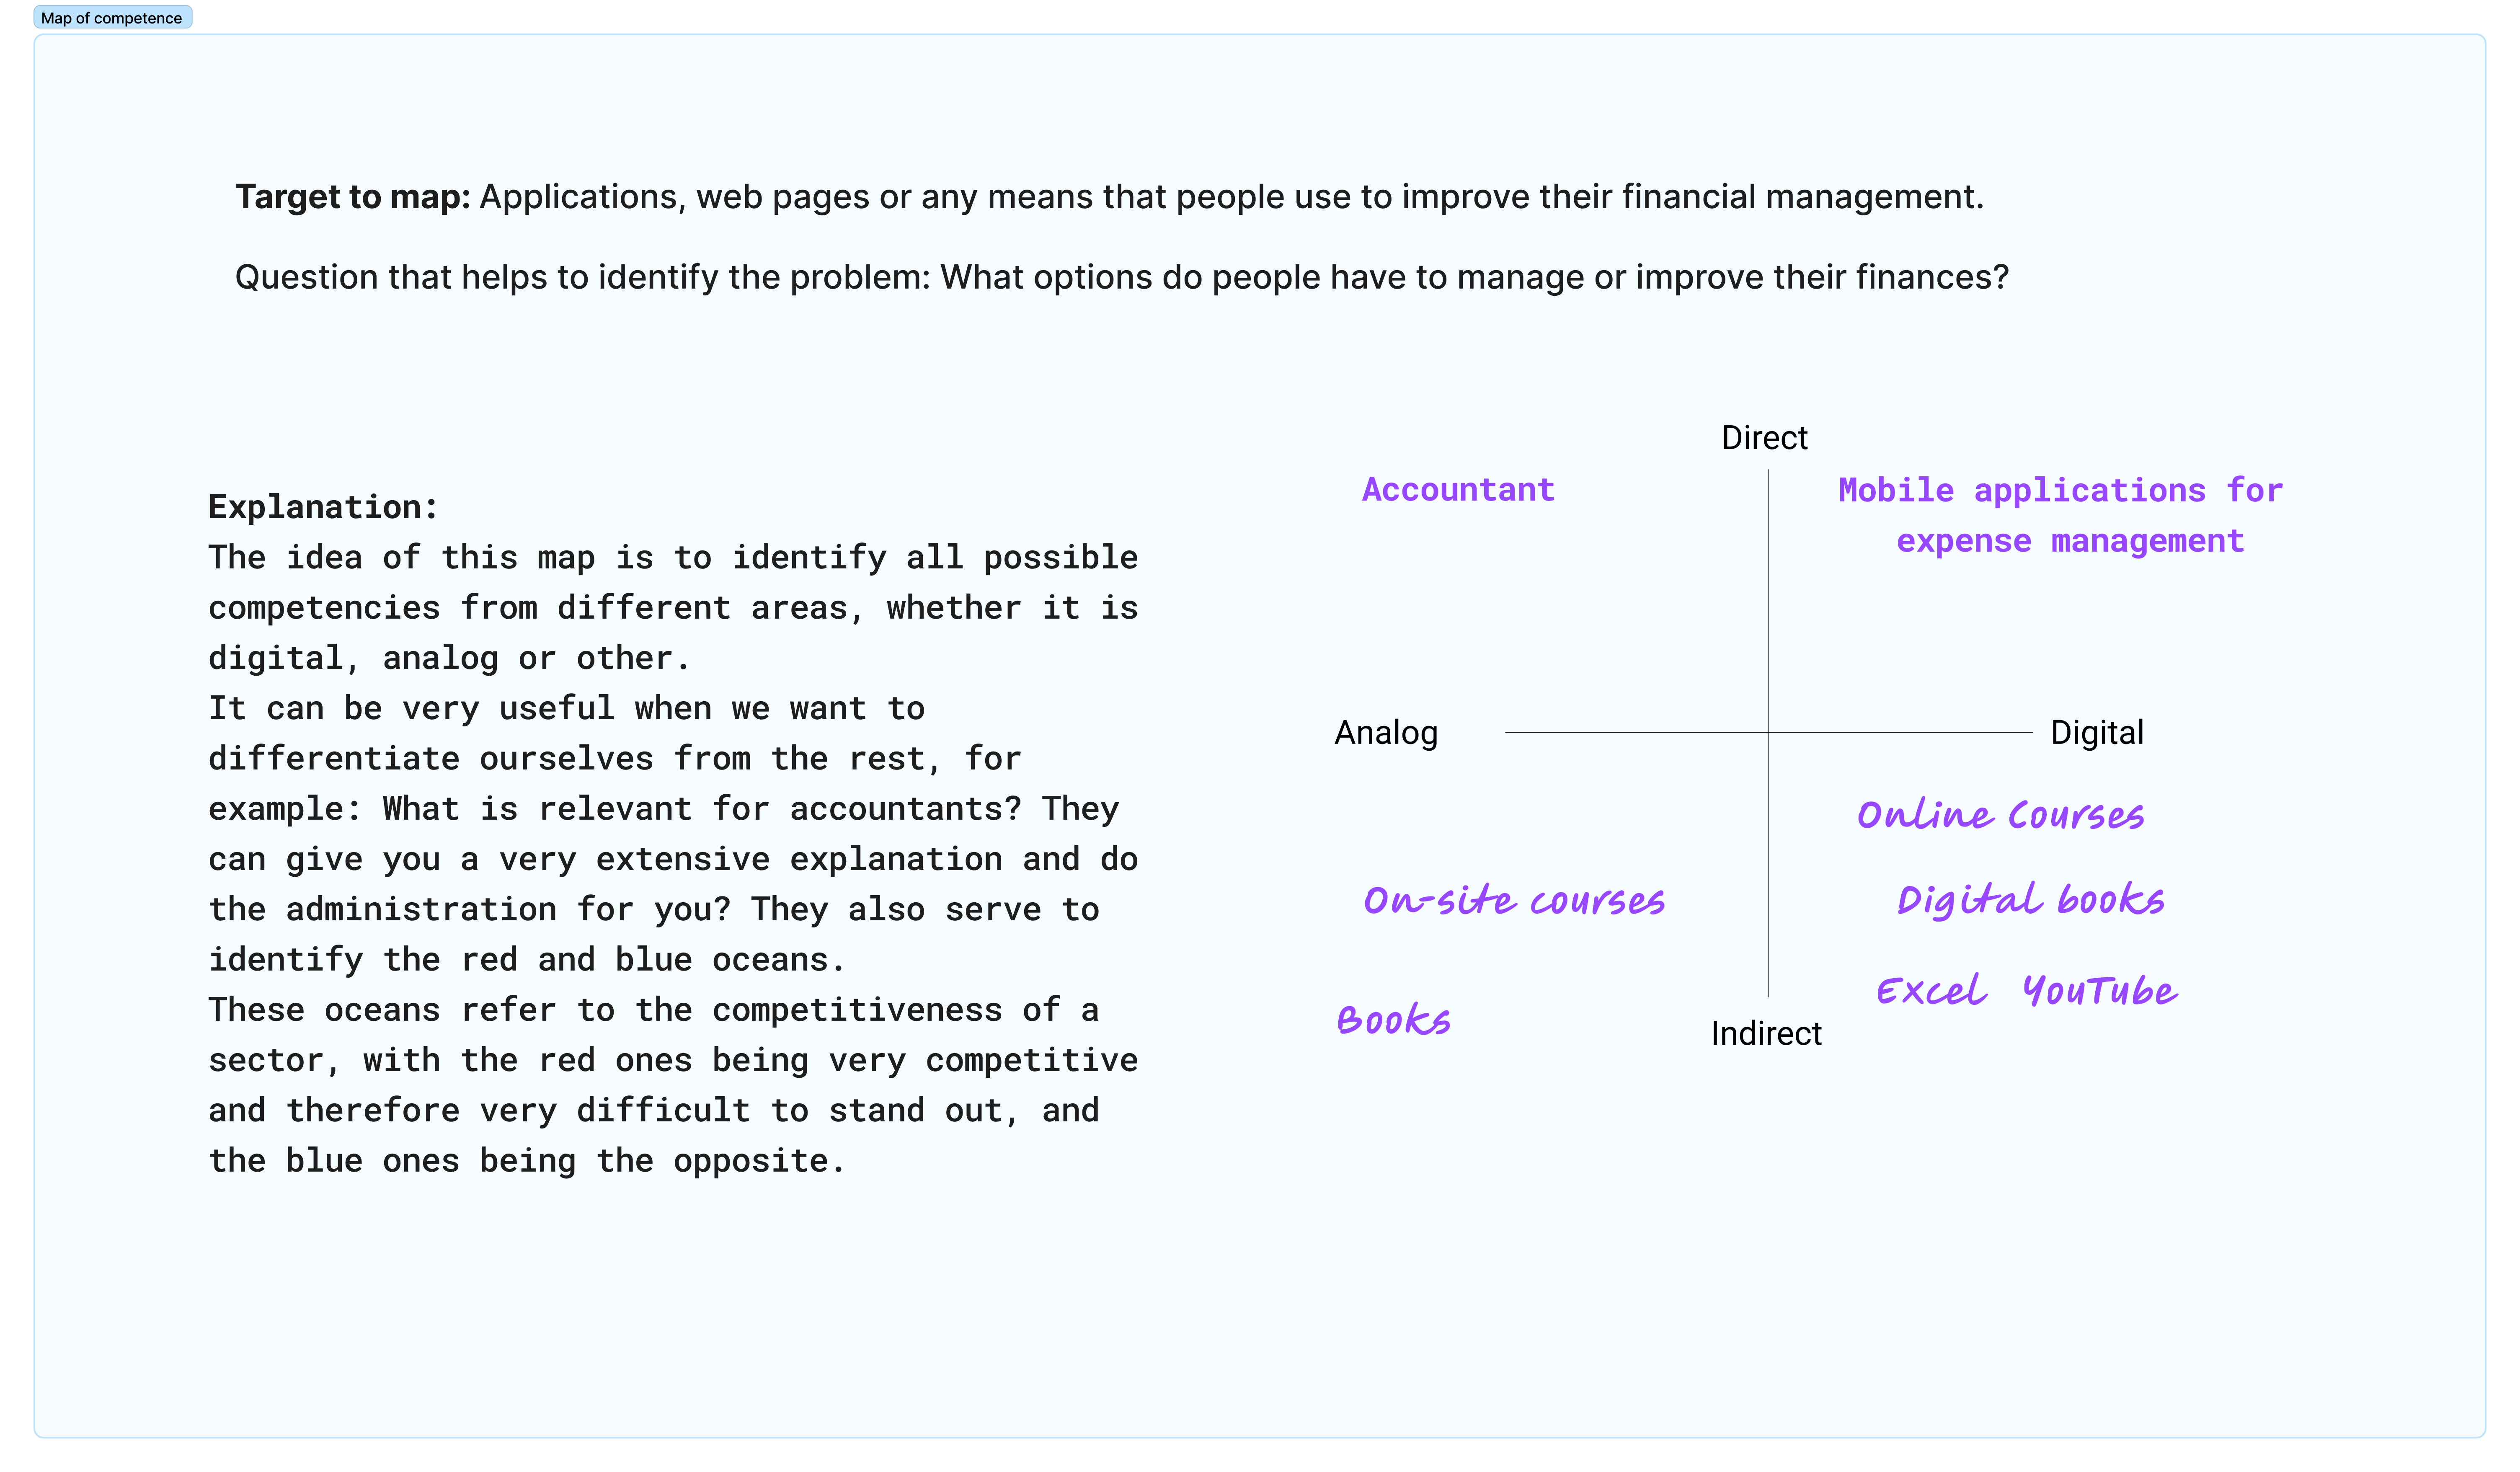 Map of competence
Target to map: Applications, web pages or any means that people use to improve their financial management.
Question that helps to identify the problem: What options do people have to manage or improve their finances?
Explanation:
The idea of this map is to identify all possible
competencies from different areas, whether it is
digital, analog or other.
It can be very useful when we want to
differentiate ourselves from the rest, for
example: What is relevant for accountants? They
can give you a very extensive explanation and do
the administration for you? They also serve to
identify the red and blue oceans.
These oceans refer to the competitiveness of a
sector, with the red ones being very competitive
and therefore very difficult to stand out, and
the blue ones being the opposite.
Direct
Accountant
Mobile applications for
expense management
Analog
Digital
Online Courses
On-site courses
Digital books
Excel YouTube
Books
Indirect